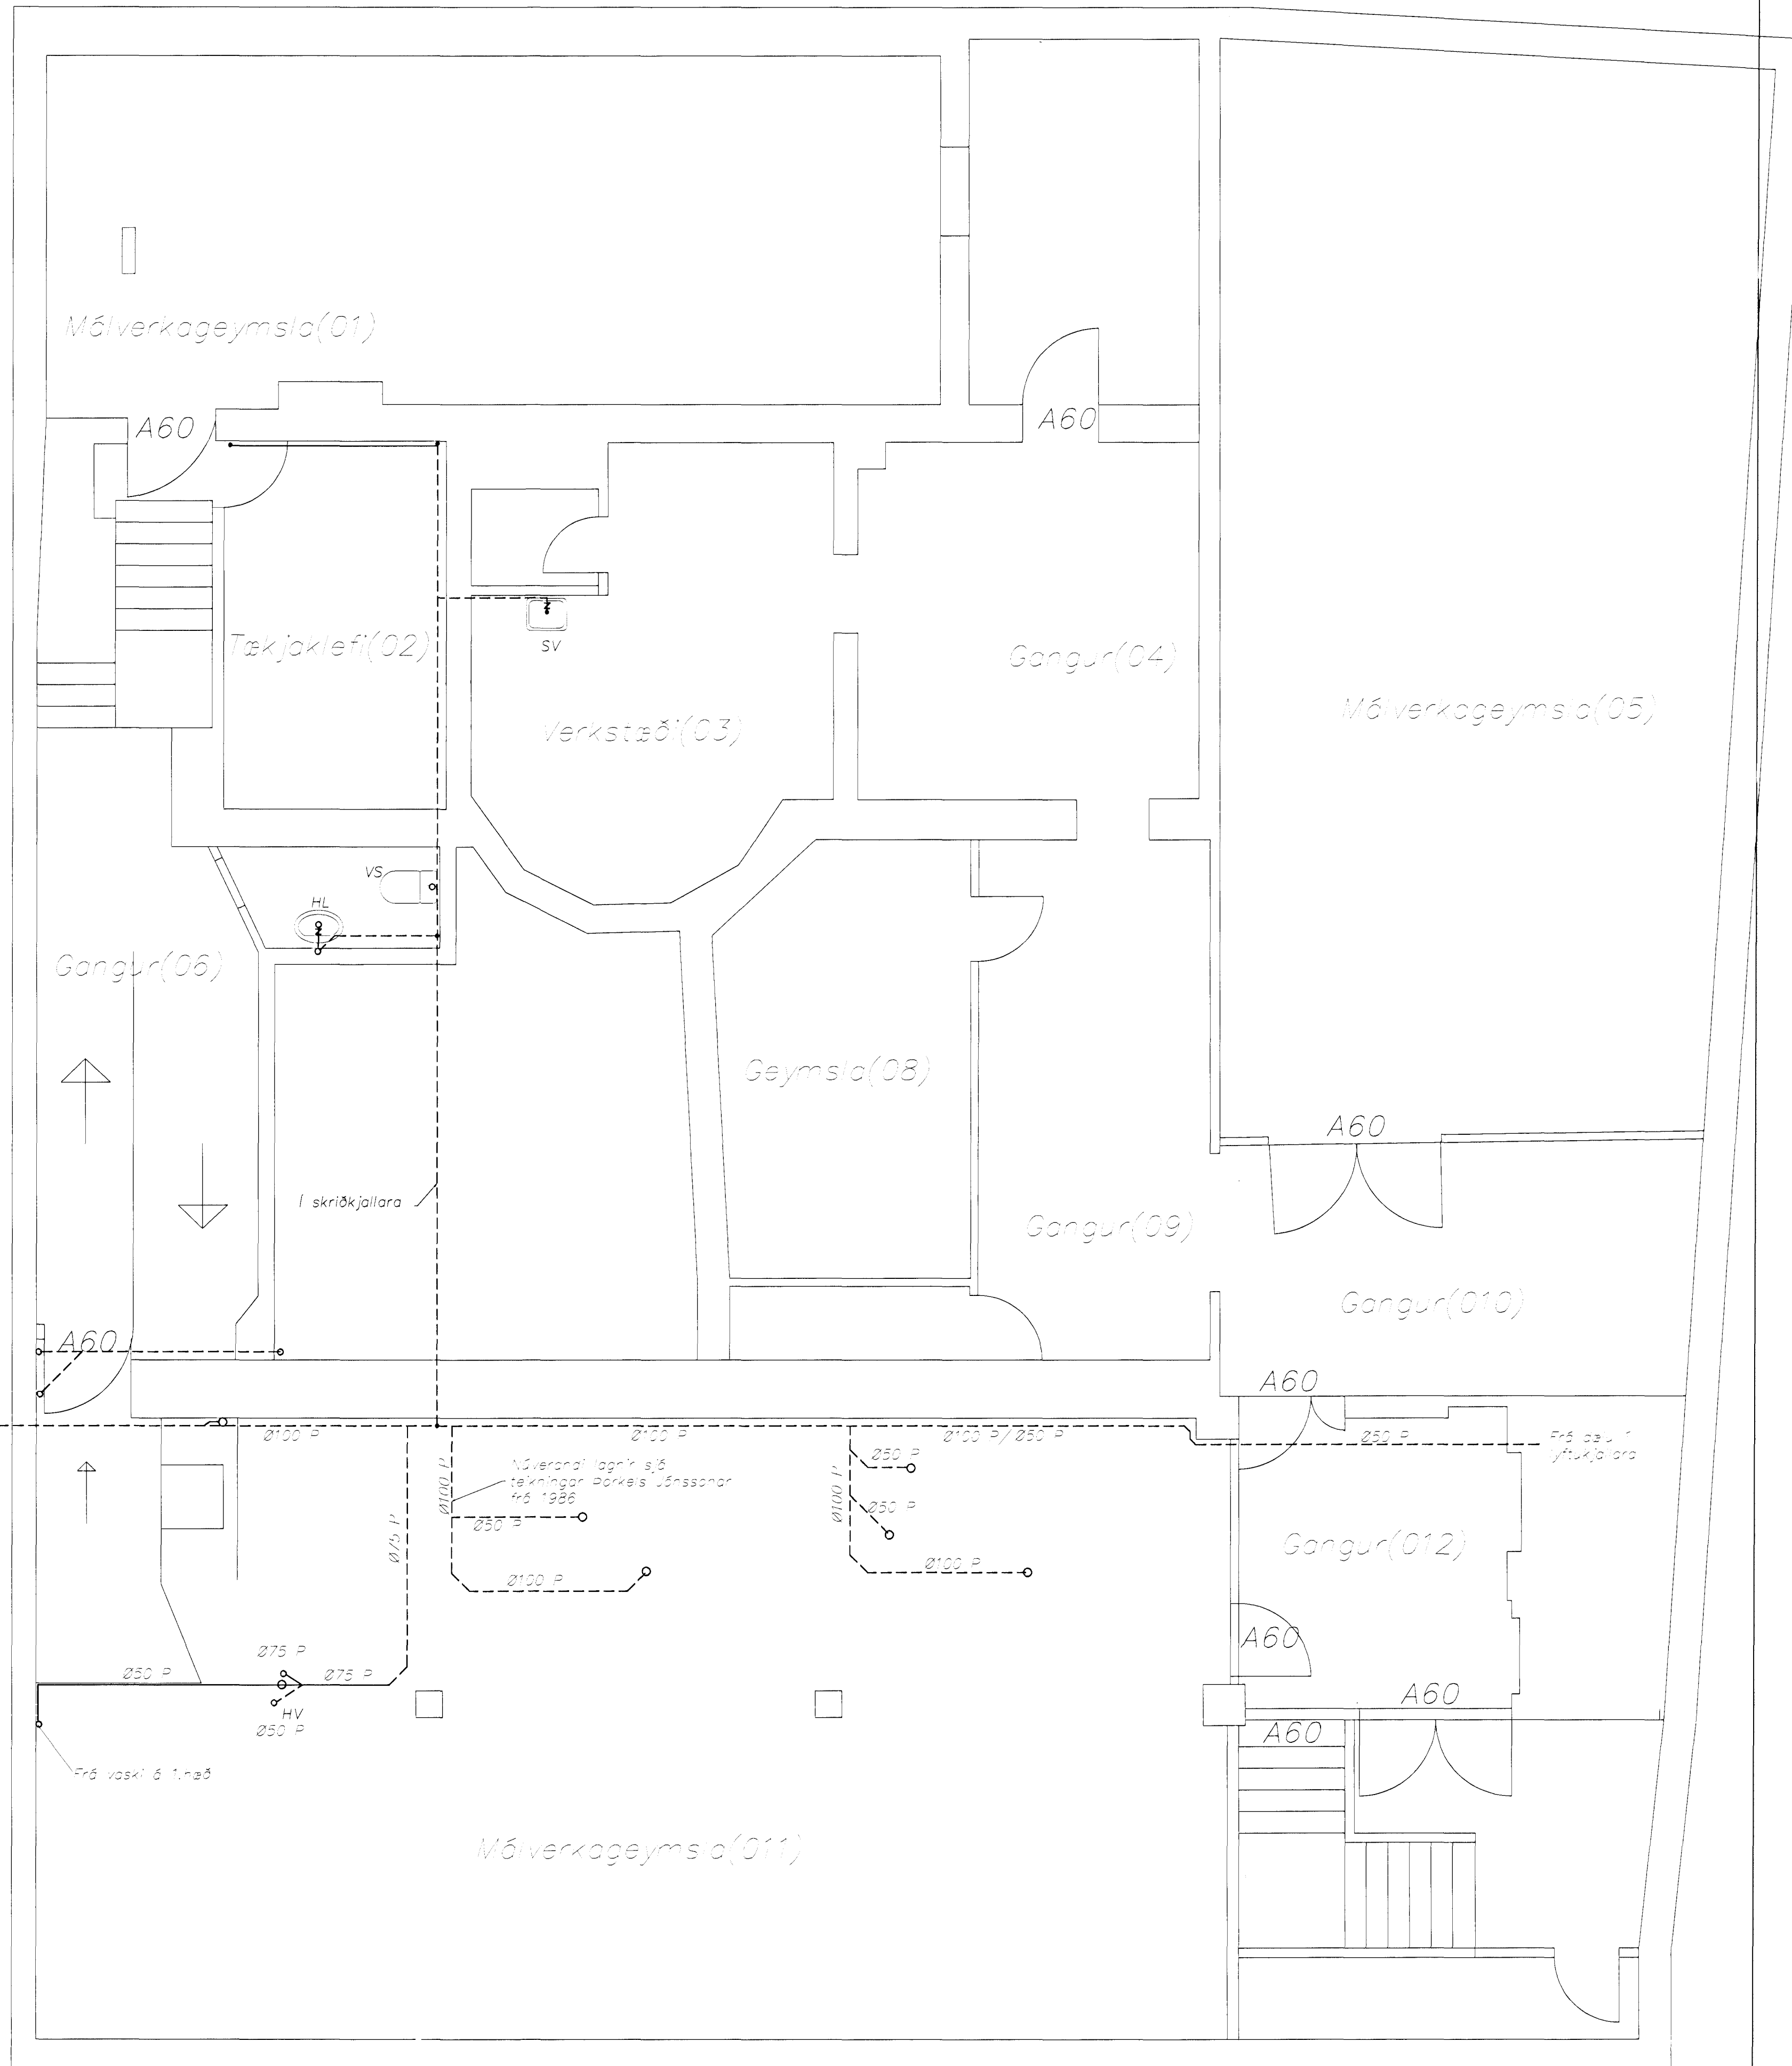 Málverkageymsla(01)
A60
A60
SV
Tækjaklefi(02)
Gangur(04)
Verkstæði(03)
Málverkageymsla(05)
VS
HL
Gangur(06)
Geymsla(08)
A60
Í skriðkjallara
Gangur(09)
Gangur(010)
A60
A60
Ø100 P
Ø100 P
Ø100 P/Ø50 P
Ø50 P
Frá dælu í
lyftukjallara
Ø50 P
Núverandi lagnir sjá
teikningar Þorkels Jónssonar
frá 1986
Ø100 P
Ø100 P
Ø50 P
Ø50 P
Ø75 P
Gangur(012)
Ø100 P
Ø100 P
A60
Ø75 P
Ø50 P
Ø75 P
A60
HV
Ø50 P
A60
Frá vaski á 1.hæð
Málverkageymsla(011)